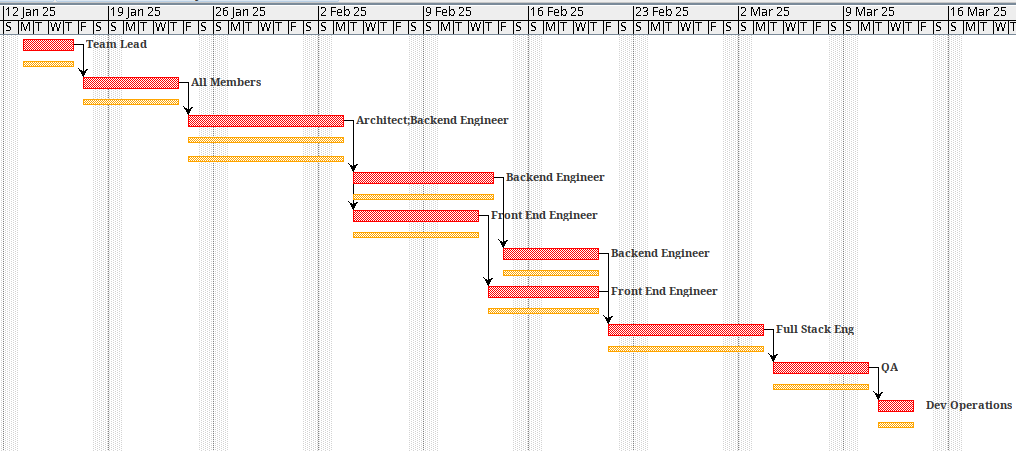 12 Jan 25 19 Jan 25 26 Jan 25 2 Feb 25 9 Feb 25 16 Feb 25 23 Feb 25 2 Mar 25 9 Mar 25 16 Mar 25
S M T W T F S S M T W T F S S M T W T F S S M T W T F S S M T W T F S S M T W T F S S M T W T F S S M T W T F S S M T W T F S S M T W T
Team Lead
All Members
Architect;Backend Engineer
Backend Engineer
Front End Engineer
Backend Engineer
Front End Engineer
Full Stack Eng
QA
Dev Operations